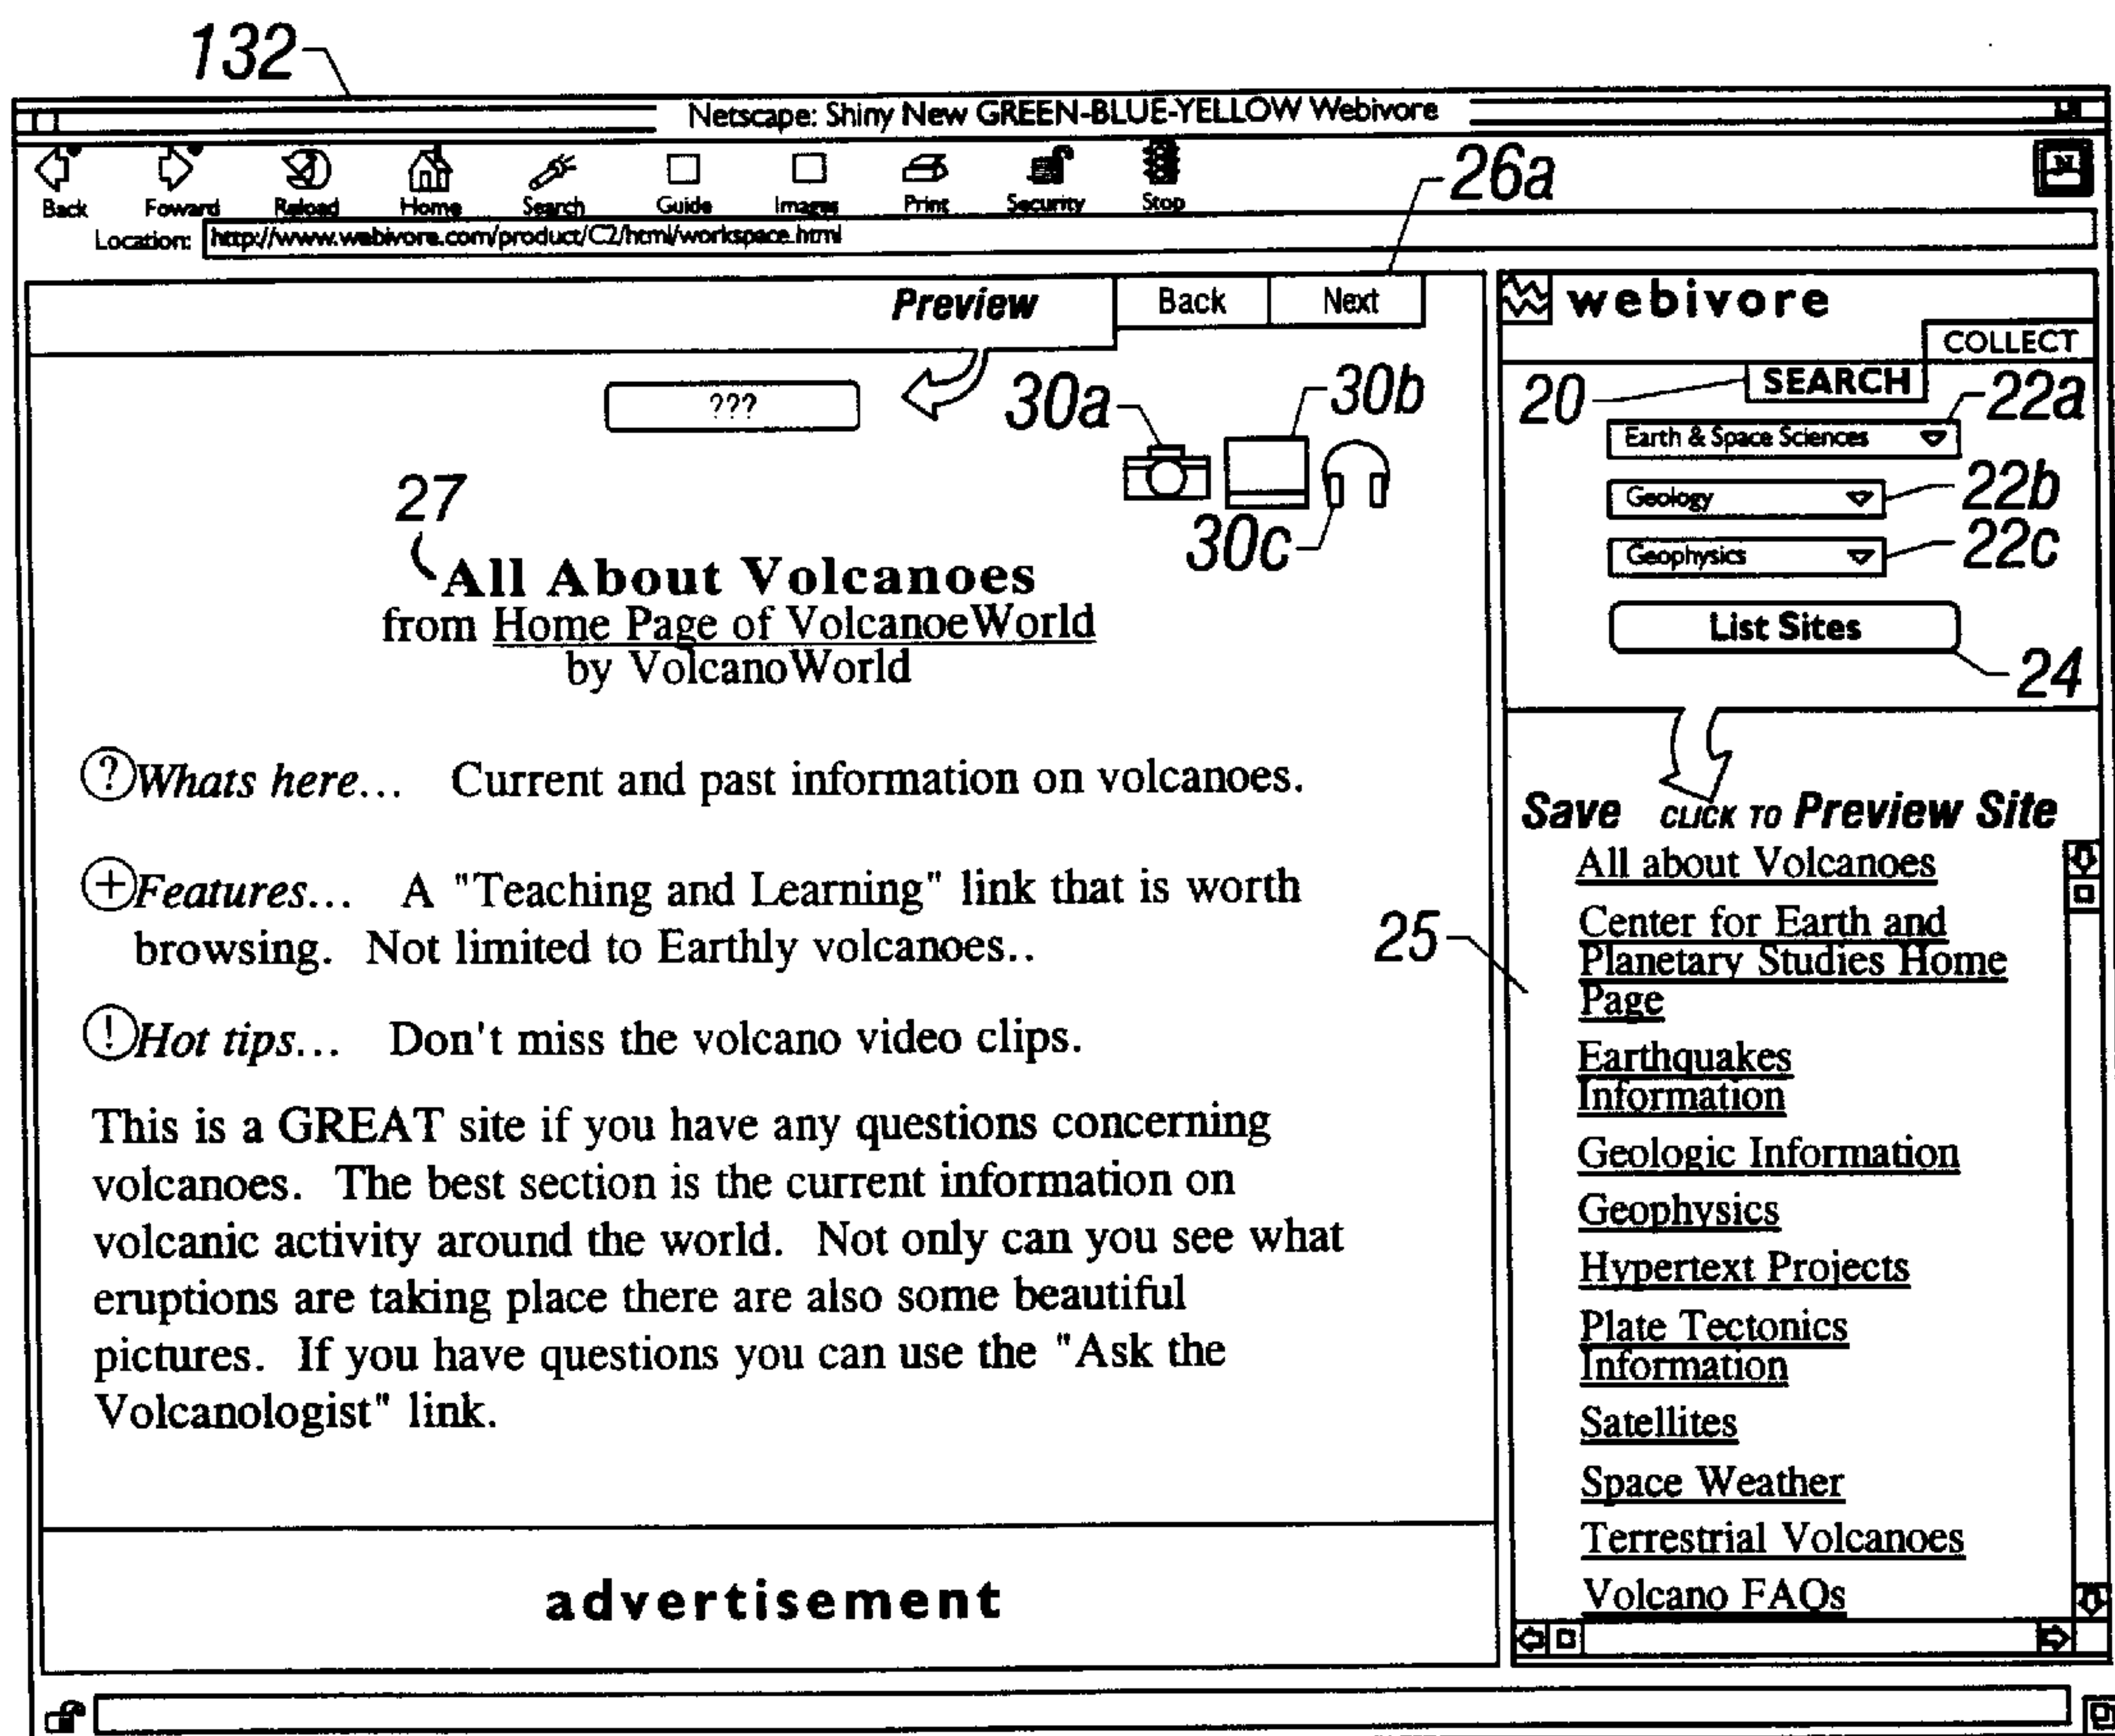 132
Netscape: Shiny New GREEN-BLUE-YELLOW Webivore
Back Foward Reload Home Search Guide Images Print Security Stop
N
26a
Location: http://www.webivore.com/product/C2/html/workspace.html
Preview Back Next
???
30a
30b
30c
27
All About Volcanoes
from Home Page of VolcanoeWorld
by VolcanoWorld
?Whats here... Current and past information on volcanoes.
+Features... A "Teaching and Learning" link that is worth
browsing. Not limited to Earthly volcanoes..
!Hot tips... Don't miss the volcano video clips.
This is a GREAT site if you have any questions concerning
volcanoes. The best section is the current information on
volcanic activity around the world. Not only can you see what
eruptions are taking place there are also some beautiful
pictures. If you have questions you can use the "Ask the
Volcanologist" link.
advertisement
webivore
COLLECT
20 SEARCH
Earth & Space Sciences 22a
Geology 22b
Geophysics 22c
List Sites
24
Save CLICK TO Preview Site
25
All about Volcanoes
Center for Earth and
Planetary Studies Home
Page
Earthquakes
Information
Geologic Information
Geophysics
Hypertext Projects
Plate Tectonics
Information
Satellites
Space Weather
Terrestrial Volcanoes
Volcano FAQs